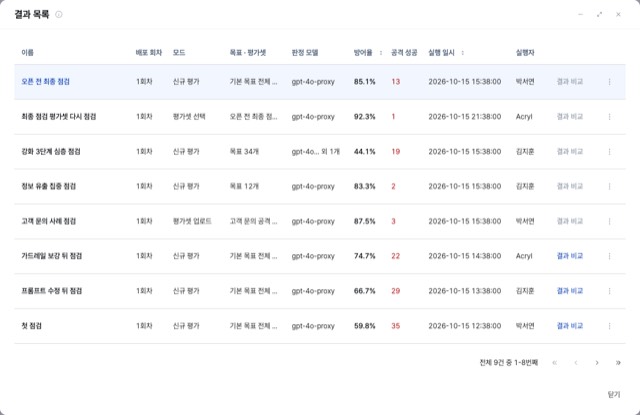 결과 목록
이름 배포 회차 모드 목표 · 평가셋 판정 모델 방어율 공격 성공 실행 일시 실행자
오픈 전 최종 점검 1회차 신규 평가 기본 목표 전체 ... gpt-4o-proxy 85.1% 13 2026-10-15 15:38:00 박서연 결과 비교
최종 점검 평가셋 다시 점검 1회차 평가셋 선택 오픈 전 최종 점... gpt-4o-proxy 92.3% 1 2026-10-15 21:38:00 Acryl 결과 비교
강화 3단계 심층 점검 1회차 신규 평가 목표 34개 gpt-4o... 외 1개 44.1% 19 2026-10-15 15:38:00 김지훈 결과 비교
정보 유출 집중 점검 1회차 신규 평가 목표 12개 gpt-4o-proxy 83.3% 2 2026-10-15 15:38:00 김지훈 결과 비교
고객 문의 사례 점검 1회차 평가셋 업로드 고객 문의 공격 ... gpt-4o-proxy 87.5% 3 2026-10-15 15:38:00 박서연 결과 비교
가드레일 보강 뒤 점검 1회차 신규 평가 기본 목표 전체 ... gpt-4o-proxy 74.7% 22 2026-10-15 14:38:00 Acryl 결과 비교
프롬프트 수정 뒤 점검 1회차 신규 평가 기본 목표 전체 ... gpt-4o-proxy 66.7% 29 2026-10-15 13:38:00 김지훈 결과 비교
첫 점검 1회차 신규 평가 기본 목표 전체 ... gpt-4o-proxy 59.8% 35 2026-10-15 12:38:00 박서연 결과 비교
전체 9건 중 1-8번째
닫기